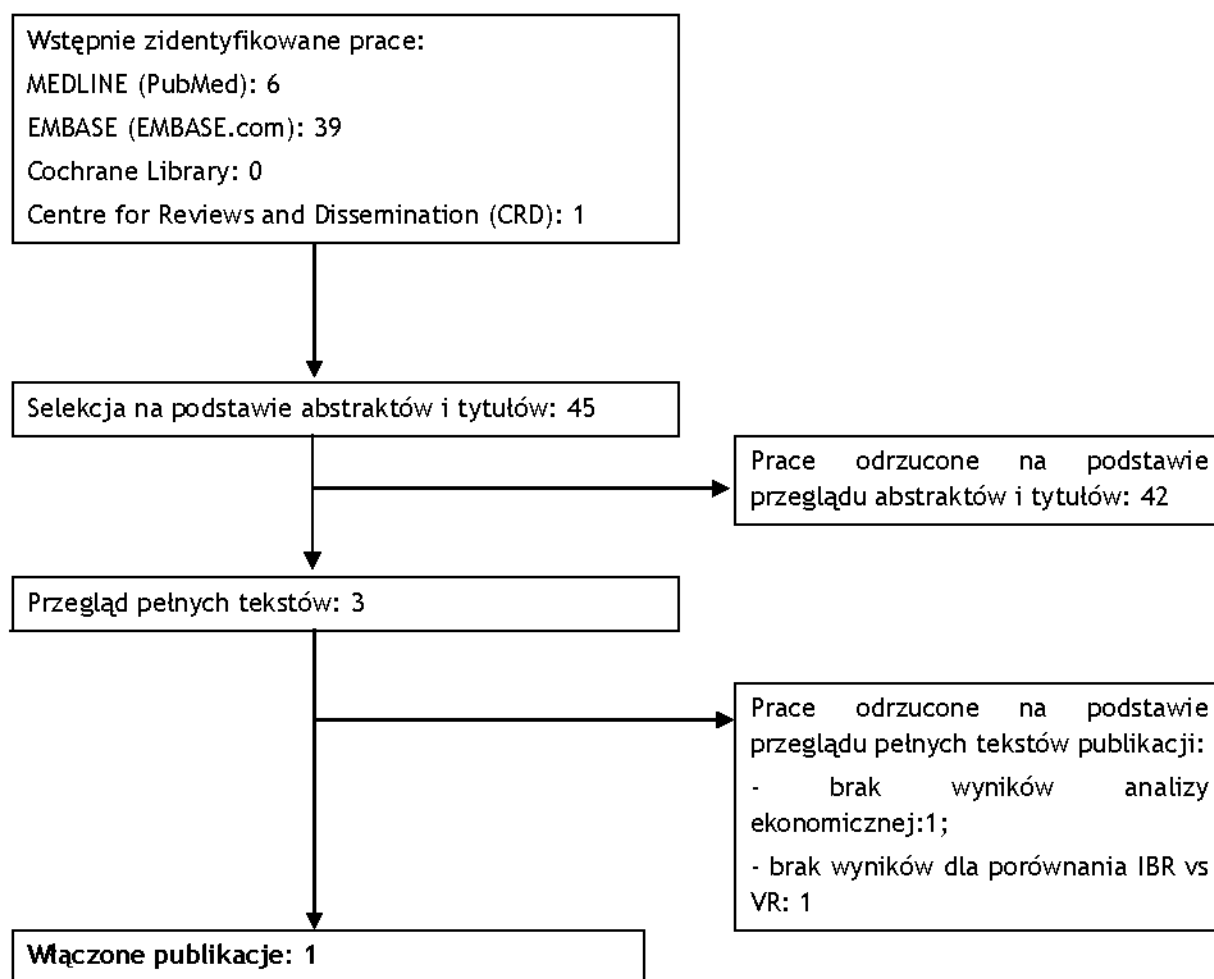 Wstępnie zidentyfikowane prace:
MEDLINE (PubMed): 6
EMBASE (EMBASE.com): 39
Cochrane Library: 0
Centre for Reviews and Dissemination (CRD): 1
Selekcja na podstawie abstraktów i tytułów: 45
Prace odrzucone na podstawie
przeglądu abstraktów i tytułów: 42
Przegląd pełnych tekstów: 3
Prace odrzucone na podstawie
przeglądu pełnych tekstów publikacji:
- brak wyników analizy
ekonomicznej:1;
- brak wyników dla porównania IBR vs
VR: 1
Włączone publikacje: 1